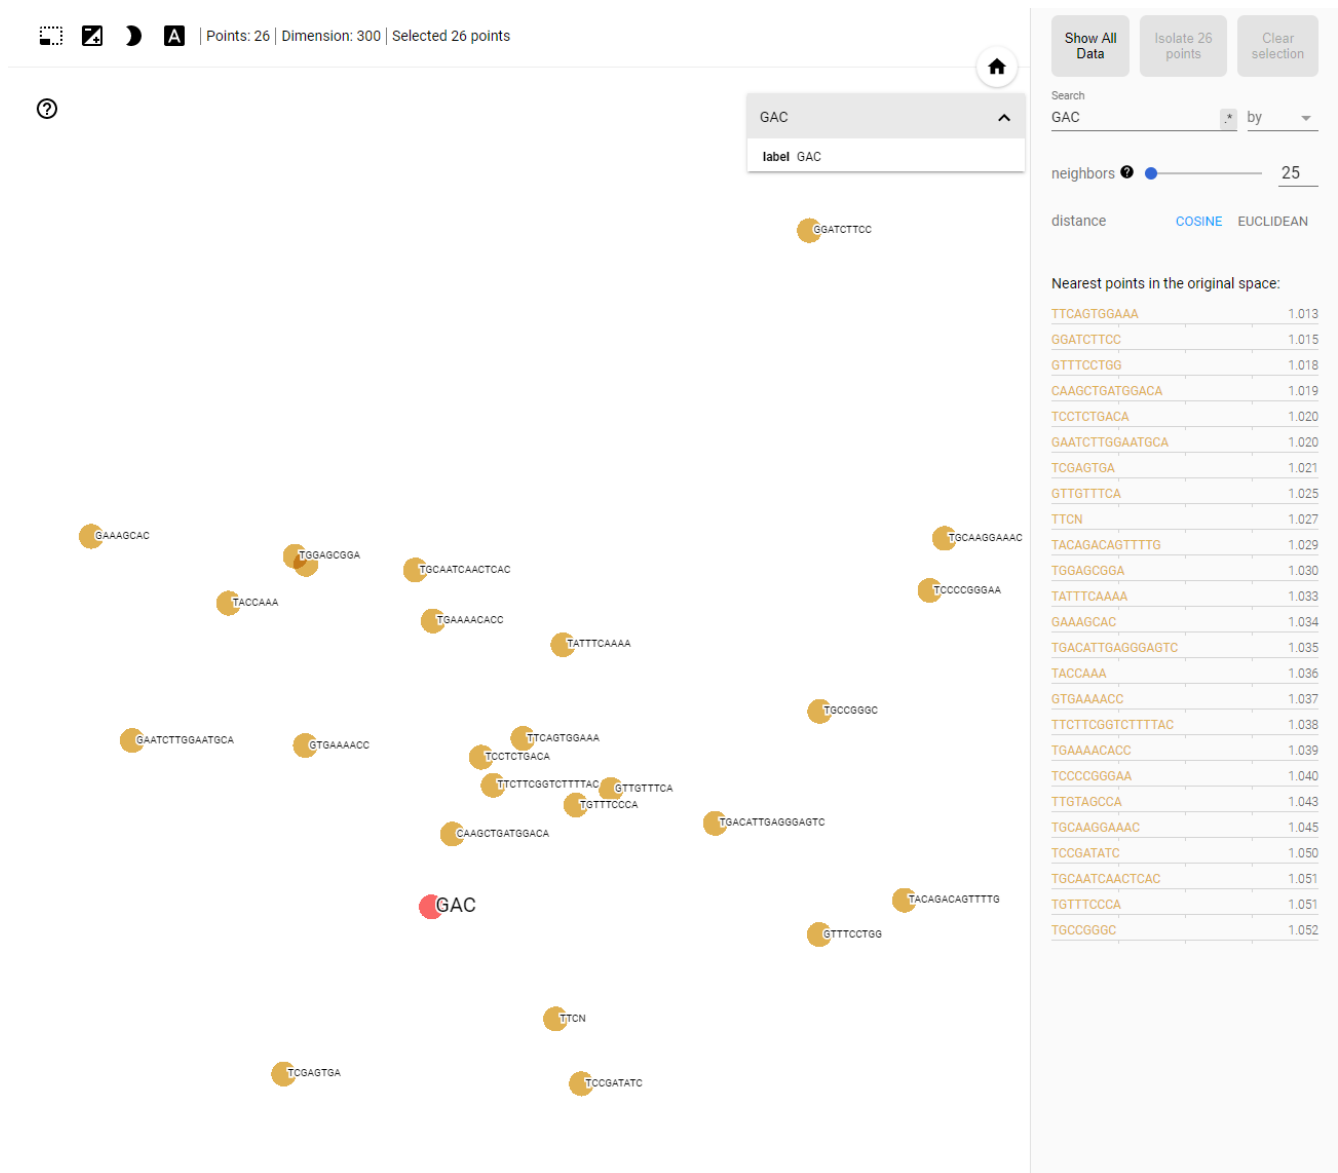 A
Points: 26 | Dimension: 300 | Selected 26 points
Show All Data
Isolate 26 points
Clear selection
Search
GAC
.*
by
GAC
label GAC
neighbors
25
distance
COSINE
EUCLIDEAN
Nearest points in the original space:
TTCAGTGGAAA 1.013
GGATCTTCC 1.015
GTTTCCTGG 1.018
CAAGCTGATGGACA 1.019
TCCTCTGACA 1.020
GAATCTTGGAATGCA 1.020
TCGAGTGA 1.021
GTTGTTTCA 1.025
TTCN 1.027
TACAGACAGTTTTG 1.029
TGGAGCGGA 1.030
TATTTCAAAA 1.033
GAAAGCAC 1.034
TGACATTGAGGGAGTC 1.035
TACCAAA 1.036
GTGAAAACC 1.037
TTCTTCGGTCTTTTAC 1.038
TGAAAACACC 1.039
TCCCCGGGAA 1.040
TTGTAGCCA 1.043
TGCAAGGAAAC 1.045
TCCGATATC 1.050
TGCAATCAACTCAC 1.051
TGTTTCCCA 1.051
TGCCGGGC 1.052
GGATCTTCC
GAAAGCAC
TGCAAGGAAAC
TGGAGCGGA
TGCAATCAACTCAC
TCCCCGGGAA
TACCAAA
TGAAAACACC
TATTTCAAAA
TGCCGGGC
TTCAGTGGAAA
GAATCTTGGAATGCA
GTGAAAACC
TCCTCTGACA
TTCTTCGGTCTTTTAC
GTTGTTTCA
TGTTTCCCA
TGACATTGAGGGAGTC
CAAGCTGATGGACA
TACAGACAGTTTTG
GAC
GTTTCCTGG
TTCN
TCGAGTGA
TCCGATATC